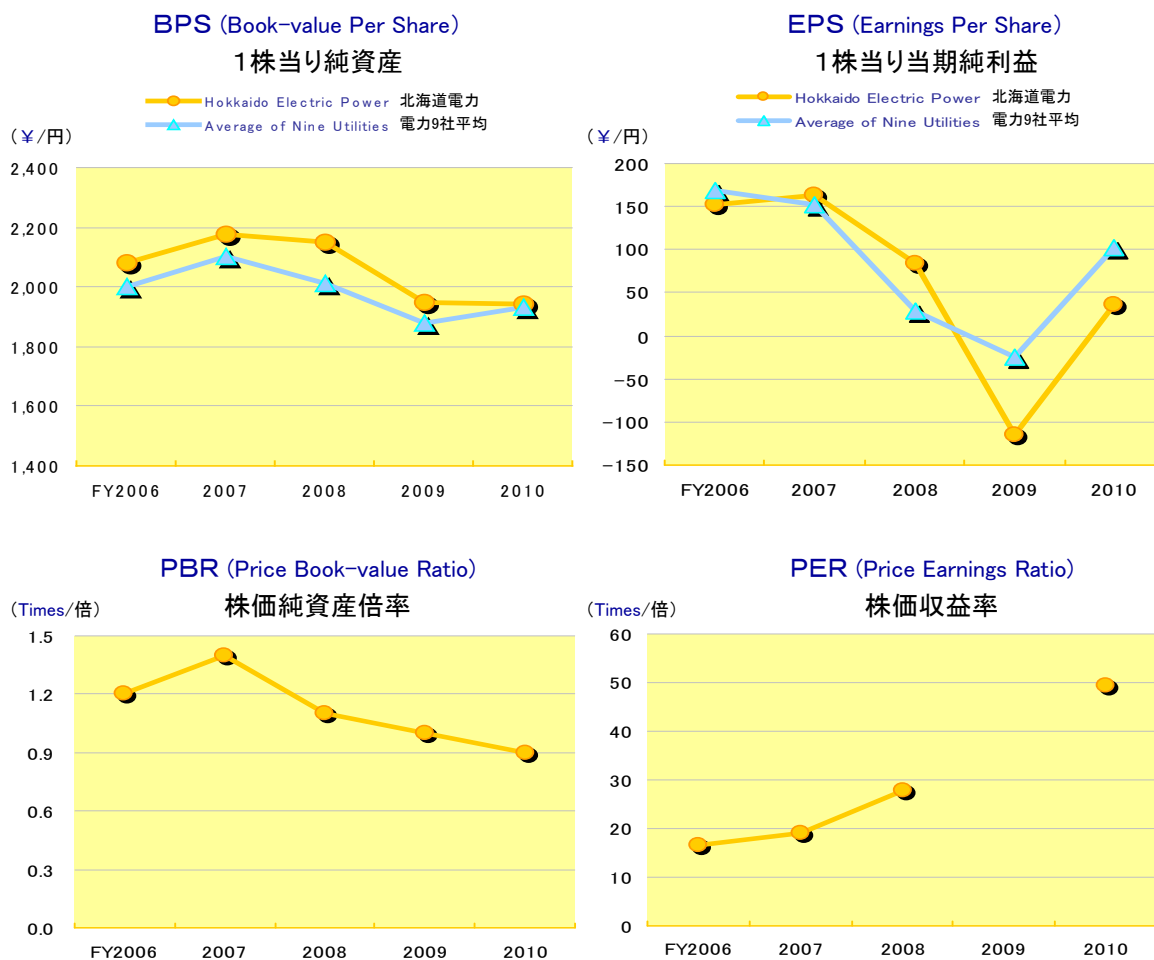 BPS (Book-value Per Share)
1株当り純資産
Hokkaido Electric Power 北海道電力
Average of Nine Utilities 電力9社平均
(¥/円)
2,400
2,200
2,000
1,800
1,600
1,400
FY2006 2007 2008 2009 2010
EPS (Earnings Per Share)
1株当り当期純利益
Hokkaido Electric Power 北海道電力
Average of Nine Utilities 電力9社平均
(¥/円)
200
150
100
50
0
-50
-100
-150
FY2006 2007 2008 2009 2010
PBR (Price Book-value Ratio)
株価純資産倍率
(Times/倍)
1.5
1.2
0.9
0.6
0.3
0.0
FY2006 2007 2008 2009 2010
PER (Price Earnings Ratio)
株価収益率
(Times/倍)
60
50
40
30
20
10
0
FY2006 2007 2008 2009 2010